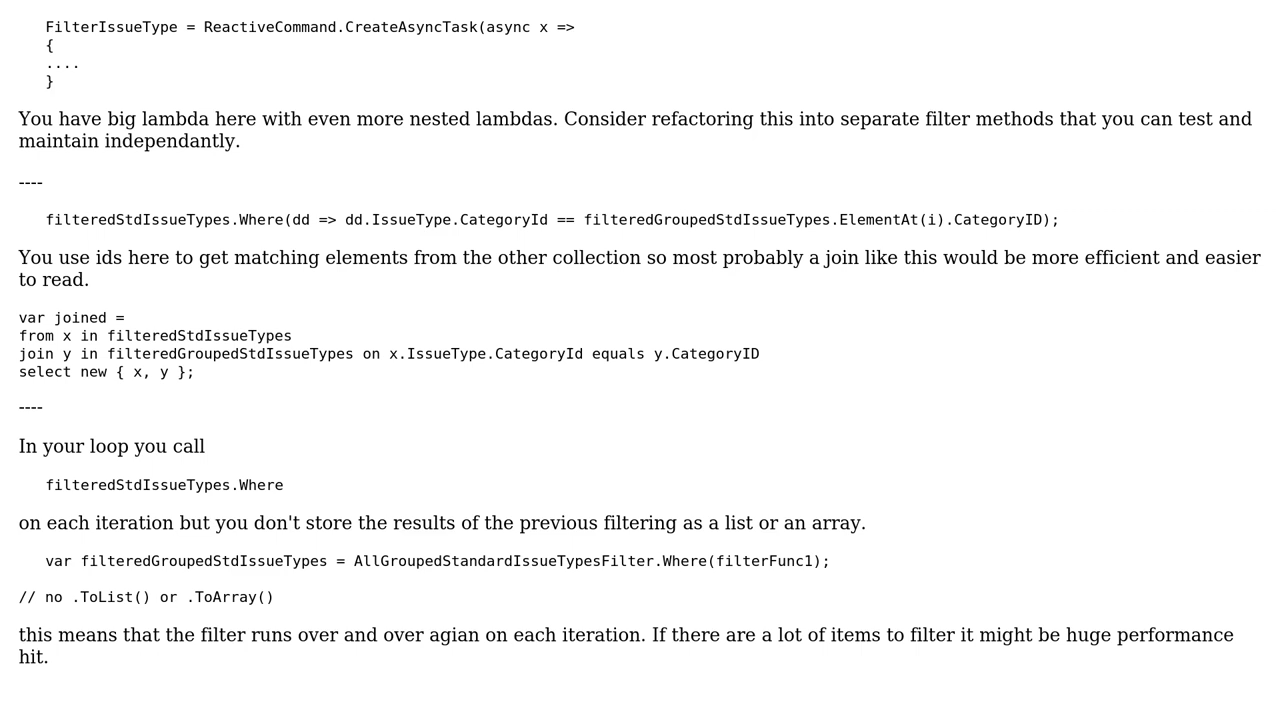 FilterIssueType = ReactiveCommand.CreateAsyncTask(async x =>
{
....
}
You have big lambda here with even more nested lambdas. Consider refactoring this into separate filter methods that you can test and
maintain independantly.
----
filteredStdIssueTypes.Where(dd => dd.IssueType.CategoryId == filteredGroupedStdIssueTypes.ElementAt(i).CategoryID);
You use ids here to get matching elements from the other collection so most probably a join like this would be more efficient and easier
to read.
var joined =
from x in filteredStdIssueTypes
join y in filteredGroupedStdIssueTypes on x.IssueType.CategoryId equals y.CategoryID
select new { x, y };
----
In your loop you call
filteredStdIssueTypes.Where
on each iteration but you don't store the results of the previous filtering as a list or an array.
var filteredGroupedStdIssueTypes = AllGroupedStandardIssueTypesFilter.Where(filterFunc1);
// no .ToList() or .ToArray()
this means that the filter runs over and over agian on each iteration. If there are a lot of items to filter it might be huge performance
hit.